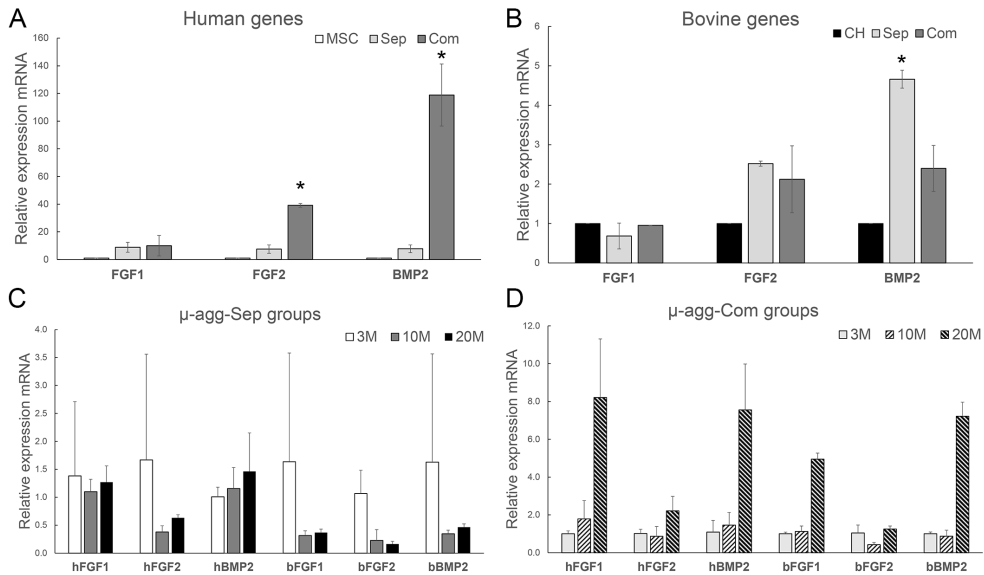 A
Human genes
Relative expression mRNA
160
140
120
100
80
60
40
20
0
MSC Sep Com
*
*
FGF1 FGF2 BMP2
B
Bovine genes
Relative expression mRNA
6
5
4
3
2
1
0
CH Sep Com
*
FGF1 FGF2 BMP2
C
µ-agg-Sep groups
Relative expression mRNA
4.0
3.5
3.0
2.5
2.0
1.5
1.0
0.5
0.0
3M 10M 20M
hFGF1 hFGF2 hBMP2 bFGF1 bFGF2 bBMP2
D
µ-agg-Com groups
Relative expression mRNA
12.0
10.0
8.0
6.0
4.0
2.0
0.0
3M 10M 20M
hFGF1 hFGF2 hBMP2 bFGF1 bFGF2 bBMP2